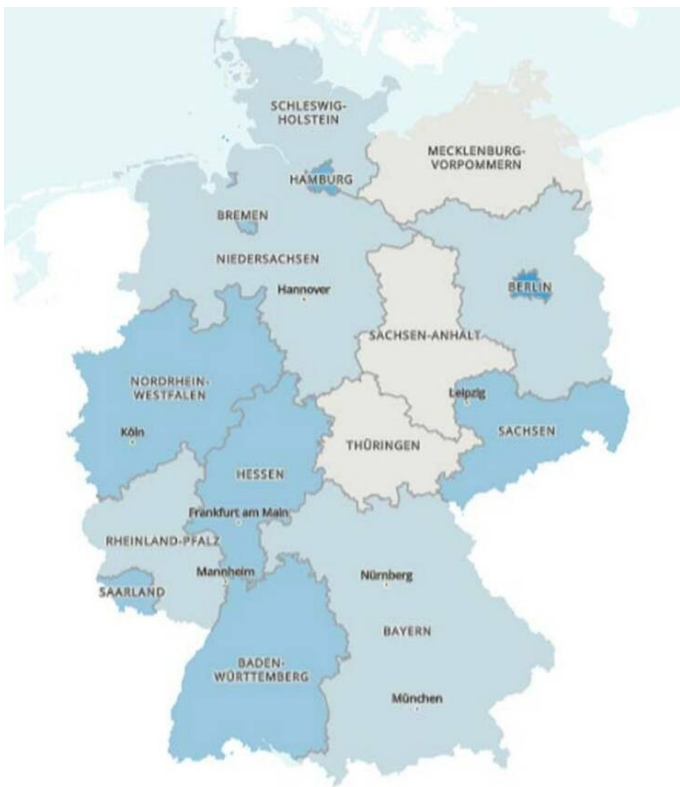 SCHLESWIG-
HOLSTEIN
MECKLENBURG-
VORPOMMERN
HAMBURG
BREMEN
NIEDERSACHSEN
Hannover
BERLIN
SACHSEN-ANHALT
NORDRHEIN-
WESTFALEN
Leipzig
Köln
SACHSEN
THÜRINGEN
HESSEN
Frankfurt am Main
RHEINLAND-PFALZ
Mannheim
Nürnberg
SAARLAND
BAYERN
BADEN-
WÜRTTEMBERG
München